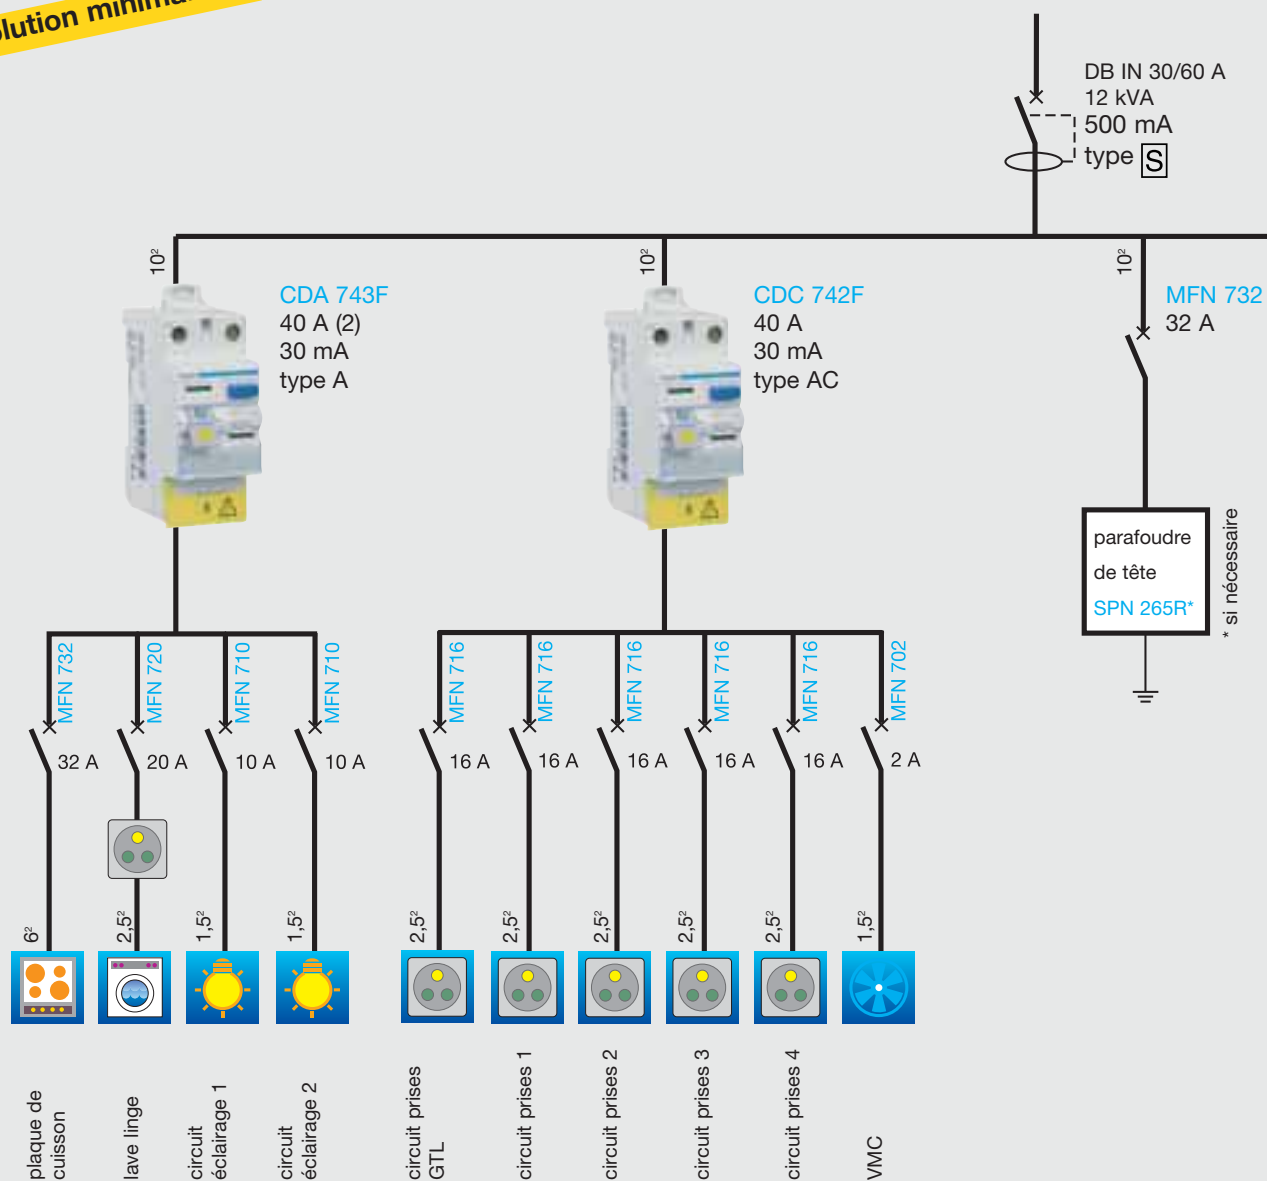 DB IN 30/60 A
12 kVA
500 mA
type S
10²
CDA 743F
40 A (2)
30 mA
type A
10²
CDC 742F
40 A
30 mA
type AC
10²
MFN 732
32 A
parafoudre
de tête
SPN 265R*
* si nécessaire
MFN 732
MFN 720
MFN 710
MFN 710
MFN 716
MFN 716
MFN 716
MFN 716
MFN 716
MFN 702
32 A
20 A
10 A
10 A
16 A
16 A
16 A
16 A
16 A
2 A
6²
2,5²
1,5²
1,5²
2,5²
2,5²
2,5²
2,5²
2,5²
1,5²
plaque de
cuisson
lave linge
circuit
éclairage 1
circuit
éclairage 2
circuit prises
GTL
circuit prises 1
circuit prises 2
circuit prises 3
circuit prises 4
VMC